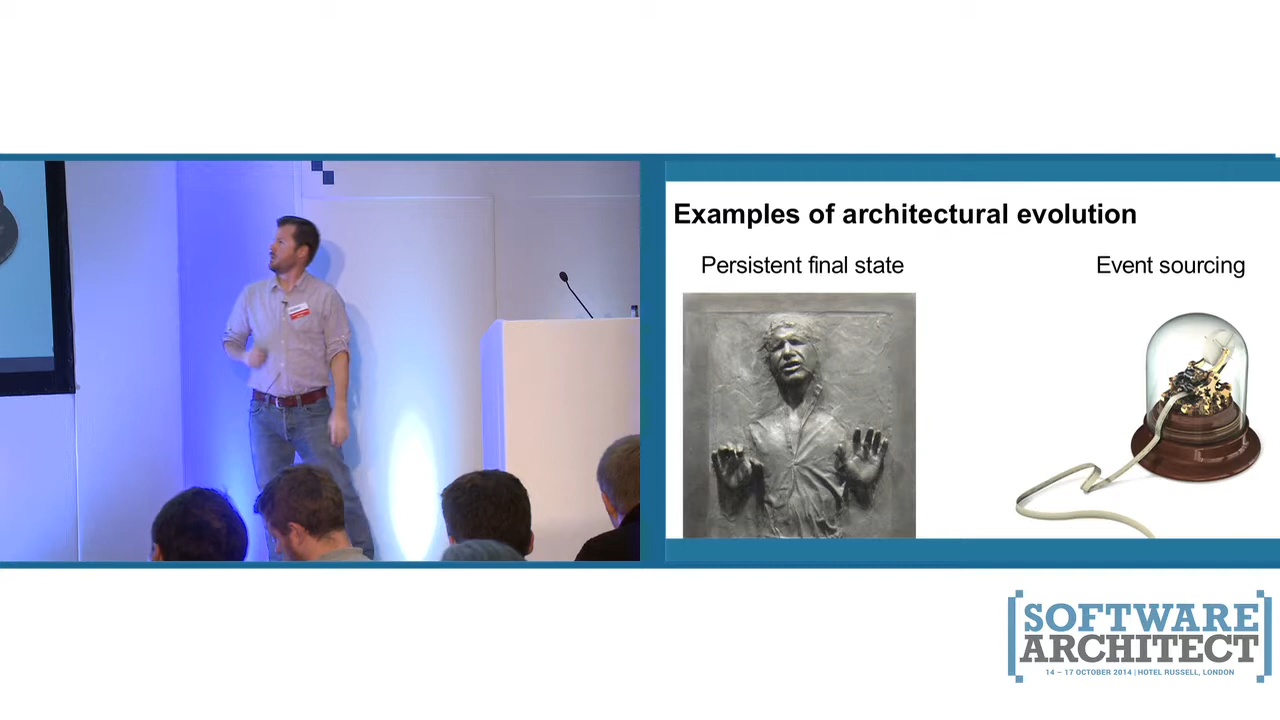 Examples of architectural evolution
Persistent final state
Event sourcing
SOFTWARE
ARCHITECT
14 – 17 OCTOBER 2014 | HOTEL RUSSELL, LONDON